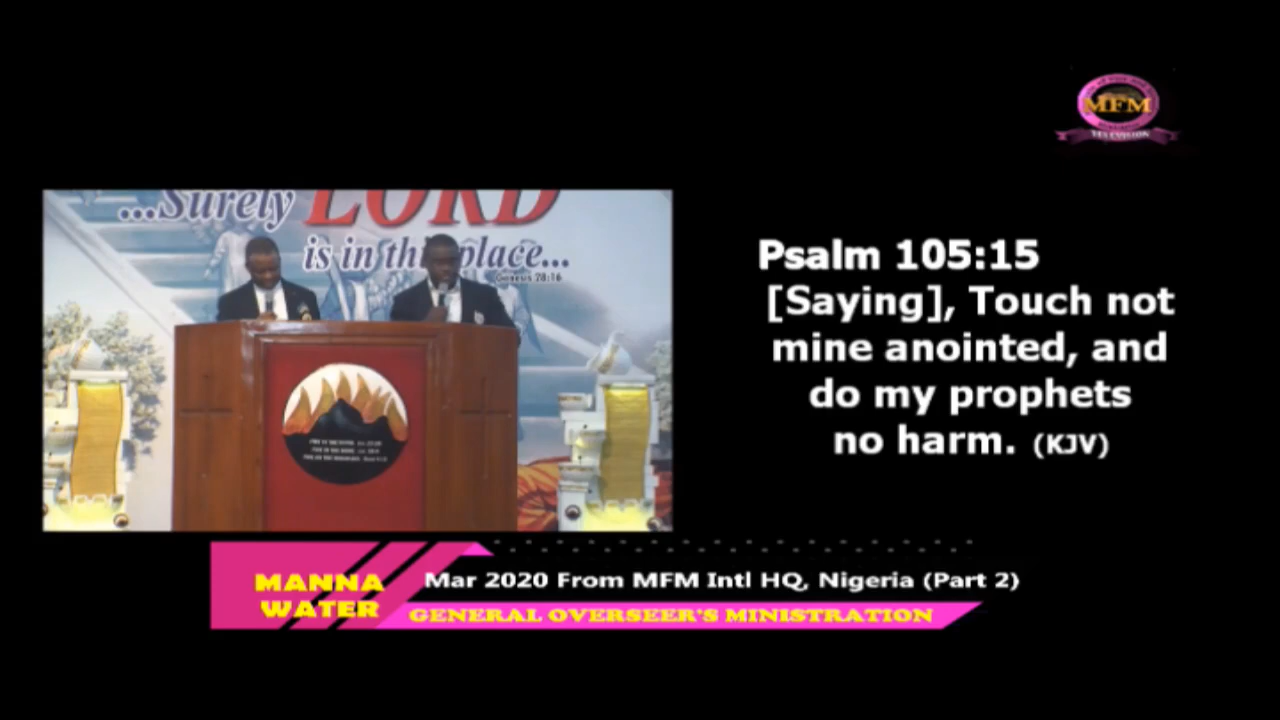 MFM
TELEVISION
...Surely LORD
is in this place...
Genesis 28:16
Psalm 105:15
[Saying], Touch not
mine anointed, and
do my prophets
no harm. (KJV)
MANNA
WATER
Mar 2020 From MFM Intl HQ, Nigeria (Part 2)
GENERAL OVERSEER'S MINISTRATION